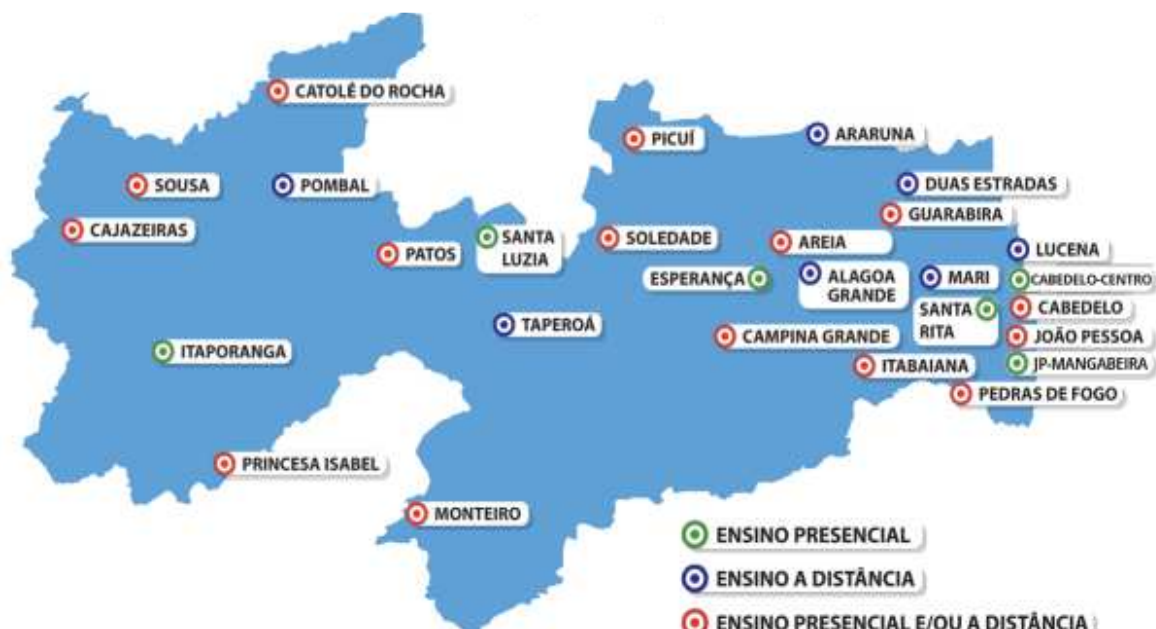 CATOLÉ DO ROCHA
PICUÍ
ARARUNA
SOUSA
POMBAL
DUAS ESTRADAS
GUARABIRA
CAJAZEIRAS
PATOS
SANTA
LUZIA
SOLEDADE
AREIA
LUCENA
ESPERANÇA
ALAGOA
GRANDE
MARI
CABEDELO-CENTRO
SANTA
RITA
CABEDELO
TAPEROÁ
CAMPINA GRANDE
JOÃO PESSOA
ITAPORANGA
ITABAIANA
JP-MANGABEIRA
PEDRAS DE FOGO
PRINCESA ISABEL
MONTEIRO
ENSINO PRESENCIAL
ENSINO A DISTÂNCIA
ENSINO PRESENCIAL E/OU A DISTÂNCIA